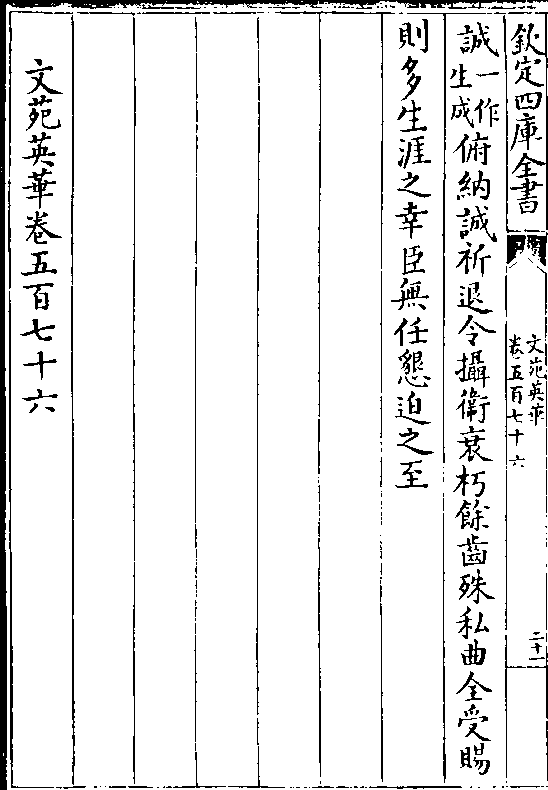 欽定四庫全書
文苑英華
卷五百七十六
二十一
誠一作生成俯納誠祈退令攝衛衰朽餘齒殊私曲全受賜
則多生涯之幸臣無任懇迫之至
文苑英華卷五百七十六